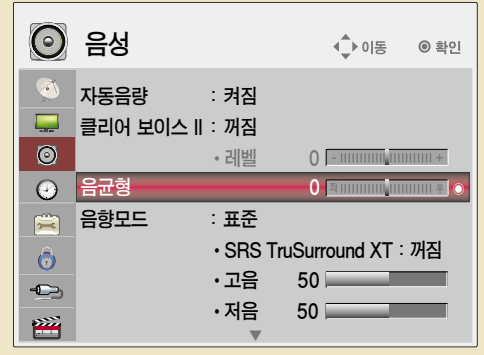 음성 이동 ◉ 확인
자동음량 : 켜짐
클리어 보이스 II : 꺼짐
• 레벨 0 - +
음균형 0 좌 우
음향모드 : 표준
• SRS TruSurround XT : 꺼짐
• 고음 50
• 저음 50